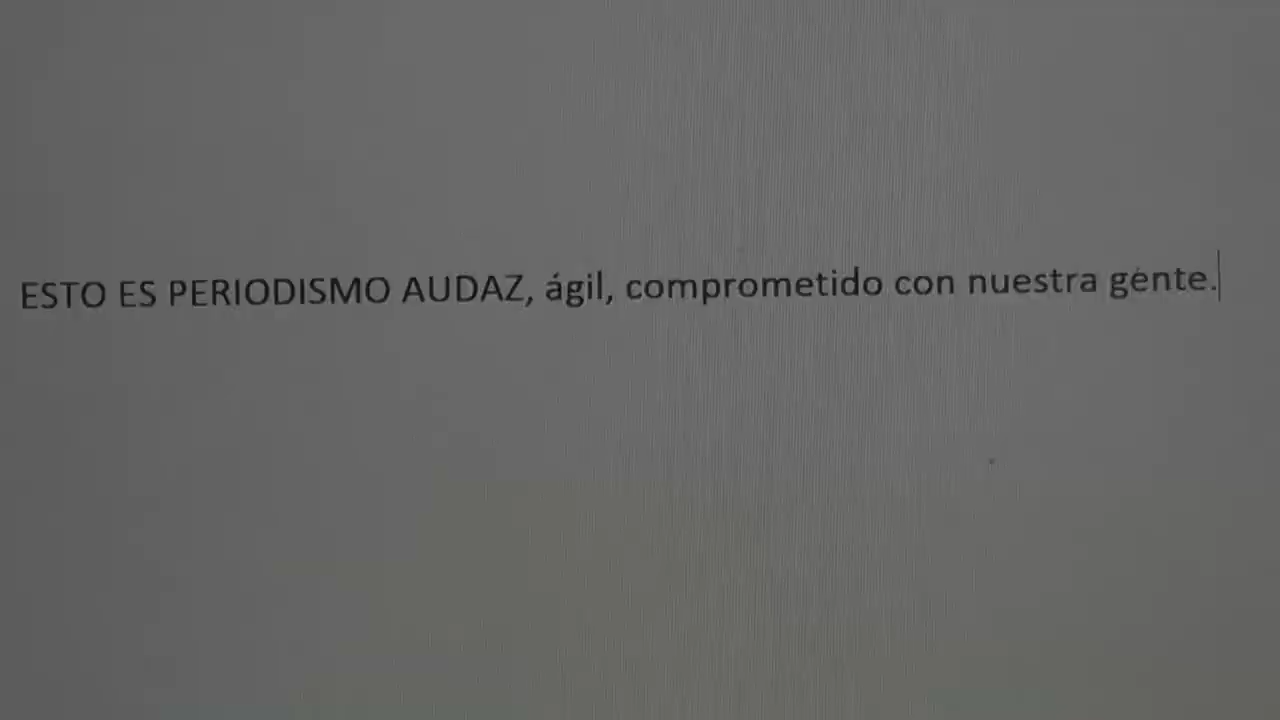 ESTO ES PERIODISMO AUDAZ, ágil, comprometido con nuestra gente.